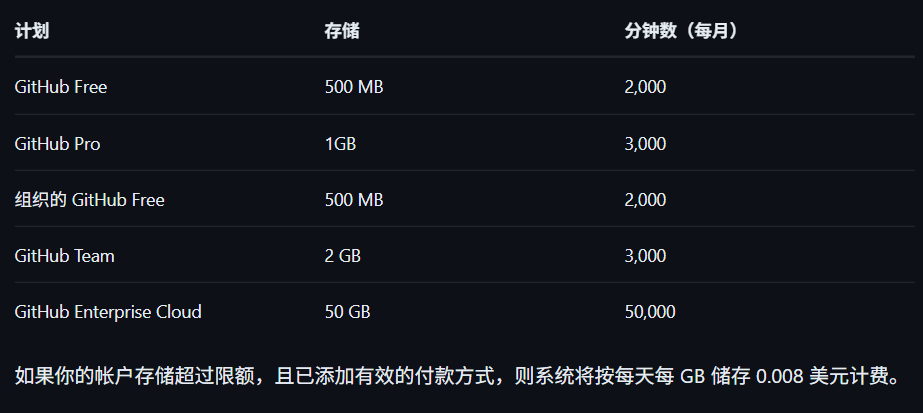 计划 存储 分钟数（每月）
GitHub Free 500 MB 2,000
GitHub Pro 1GB 3,000
组织的 GitHub Free 500 MB 2,000
GitHub Team 2 GB 3,000
GitHub Enterprise Cloud 50 GB 50,000
如果你的帐户存储超过限额，且已添加有效的付款方式，则系统将按每天每 GB 储存 0.008 美元计费。